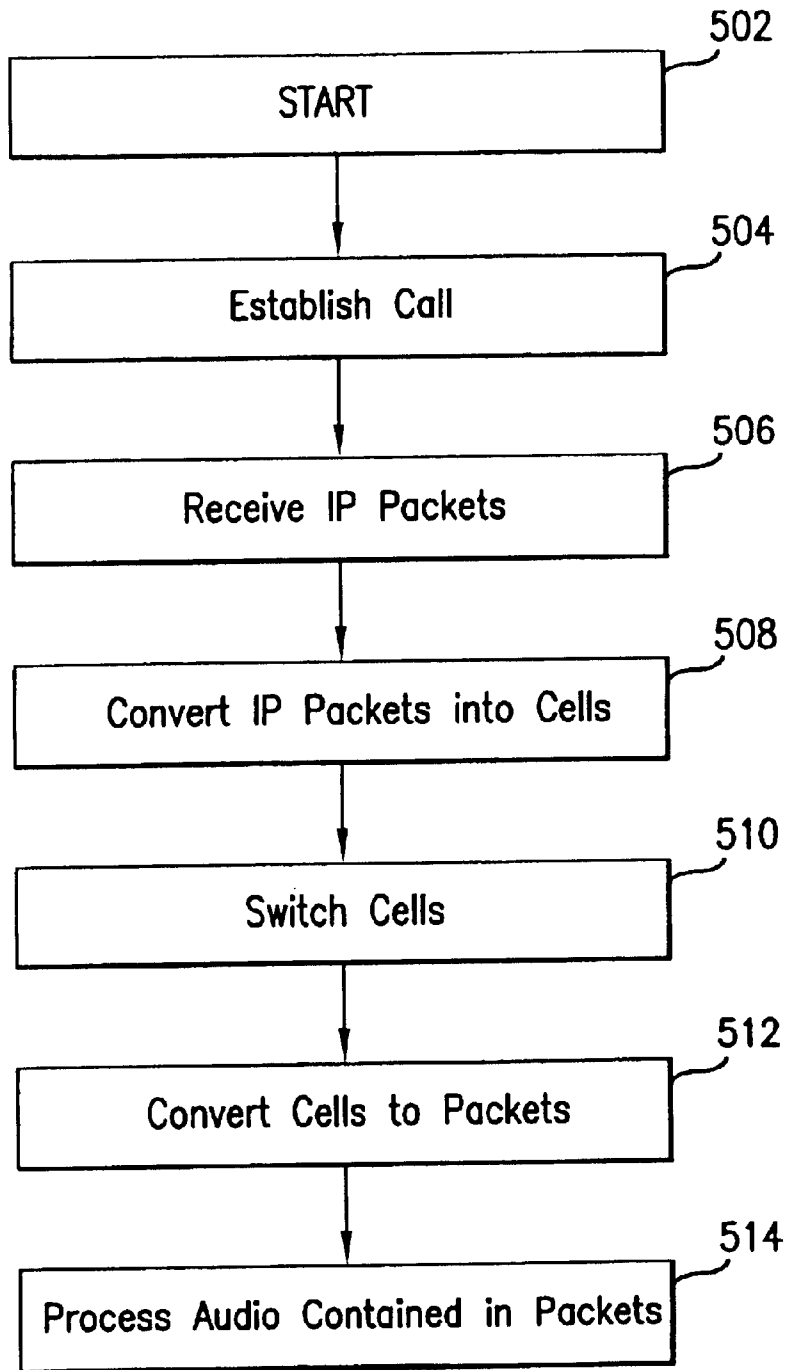 502
START
504
Establish Call
506
Receive IP Packets
508
Convert IP Packets into Cells
510
Switch Cells
512
Convert Cells to Packets
514
Process Audio Contained in Packets